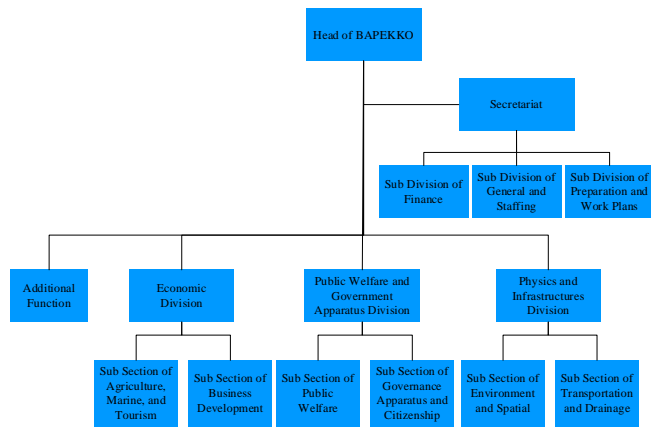 Head of BAPEKKO
Secretariat
Sub Division of
Finance
Sub Division of
General and
Staffing
Sub Division of
Preparation and
Work Plans
Additional
Function
Economic
Division
Public Welfare and
Government
Apparatus Division
Physics and
Infrastructures
Division
Sub Section of
Agriculture,
Marine, and
Tourism
Sub Section of
Business
Development
Sub Section of
Public
Welfare
Sub Section of
Governance
Apparatus and
Citizenship
Sub Section of
Environment
and Spatial
Sub Section of
Transportation
and Drainage